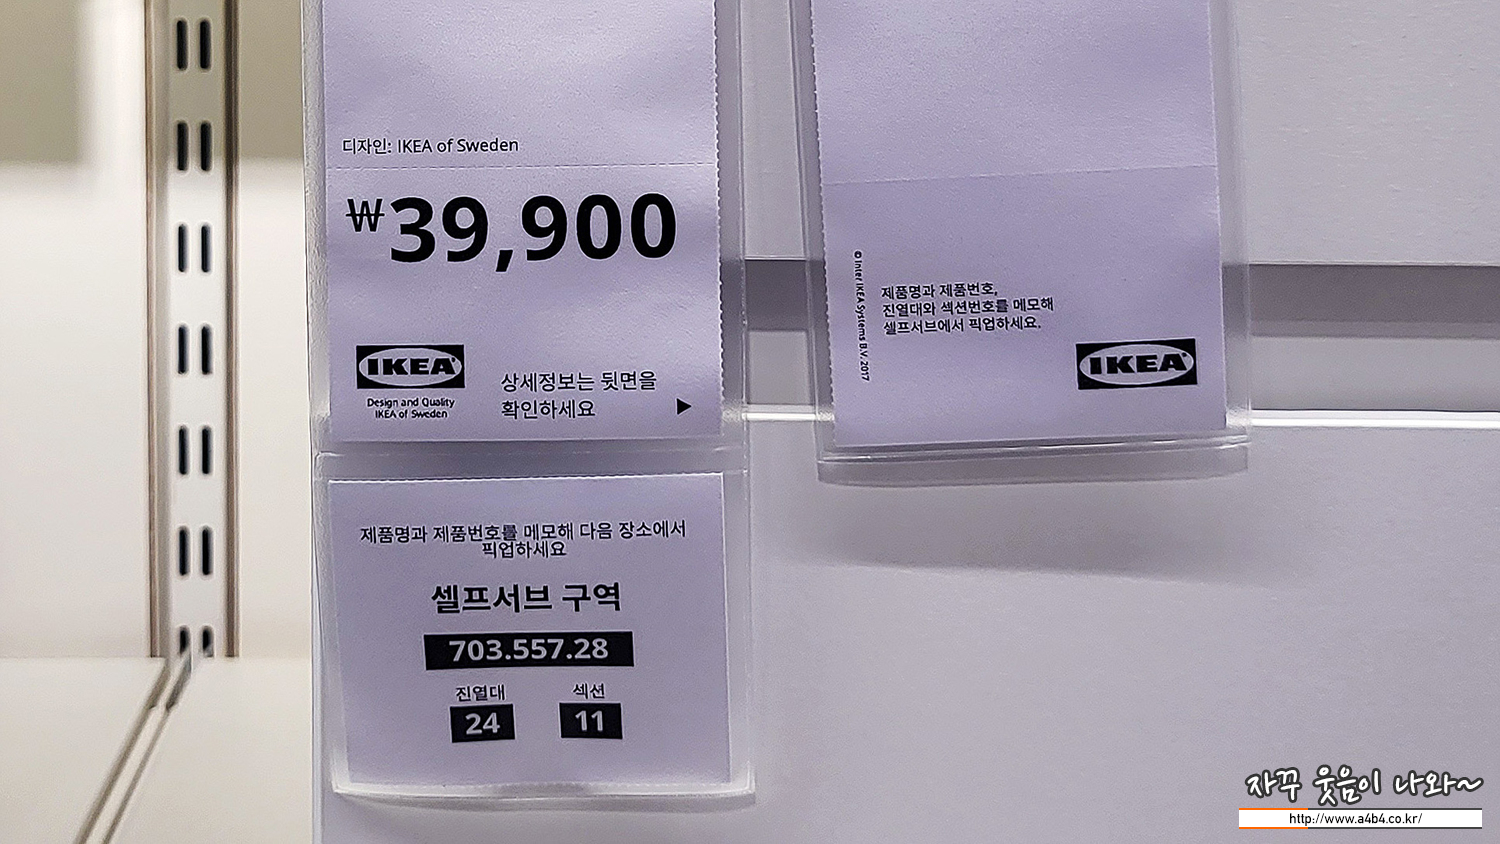 디자인: IKEA of Sweden
₩39,900
IKEA
Design and Quality
IKEA of Sweden
상세정보는 뒷면을
확인하세요
제품명과 제품번호를 메모해 다음 장소에서
픽업하세요
셀프서브 구역
703.557.28
진열대 섹션
24 11
© Inter IKEA Systems B.V. 2017
제품명과 제품번호,
진열대와 섹션번호를 메모해
셀프서브에서 픽업하세요.
IKEA
자꾸 웃음이 나와~
http://www.a4b4.co.kr/